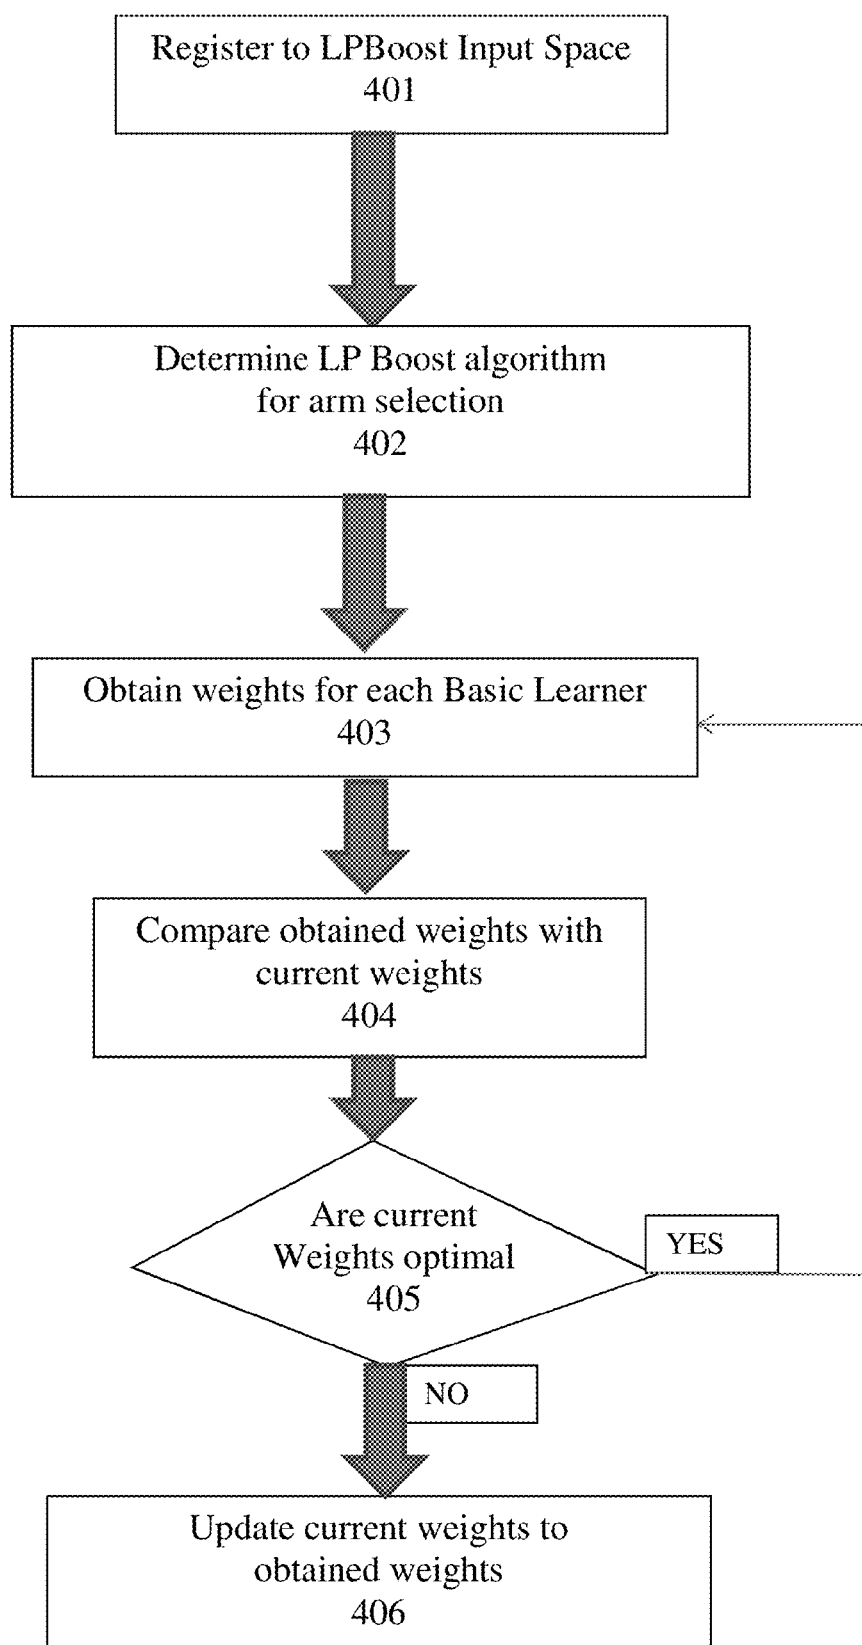 Register to LPBoost Input Space
401
Determine LP Boost algorithm
for arm selection
402
Obtain weights for each Basic Learner
403
Compare obtained weights with
current weights
404
Are current
Weights optimal
405
YES
NO
Update current weights to
obtained weights
406